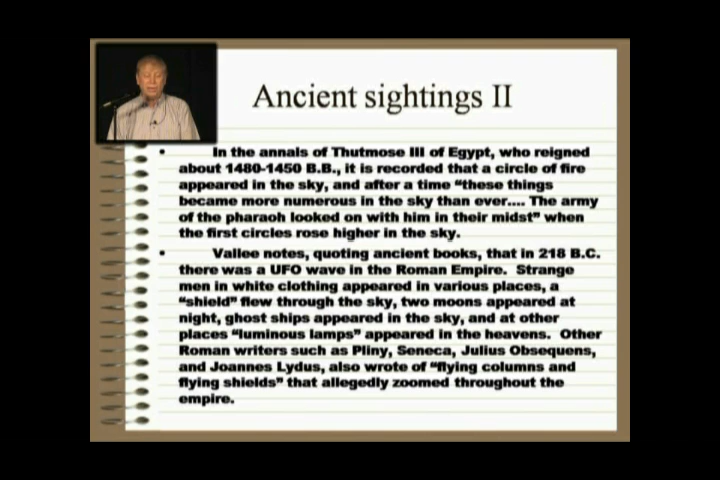 Ancient sightings II
• In the annals of Thutmose III of Egypt, who reigned
about 1480-1450 B.B., it is recorded that a circle of fire
appeared in the sky, and after a time “these things
became more numerous in the sky than ever.... The army
of the pharaoh looked on with him in their midst” when
the first circles rose higher in the sky.
• Vallee notes, quoting ancient books, that in 218 B.C.
there was a UFO wave in the Roman Empire. Strange
men in white clothing appeared in various places, a
“shield” flew through the sky, two moons appeared at
night, ghost ships appeared in the sky, and at other
places “luminous lamps” appeared in the heavens. Other
Roman writers such as Pliny, Seneca, Julius Obsequens,
and Joannes Lydus, also wrote of “flying columns and
flying shields” that allegedly zoomed throughout the
empire.